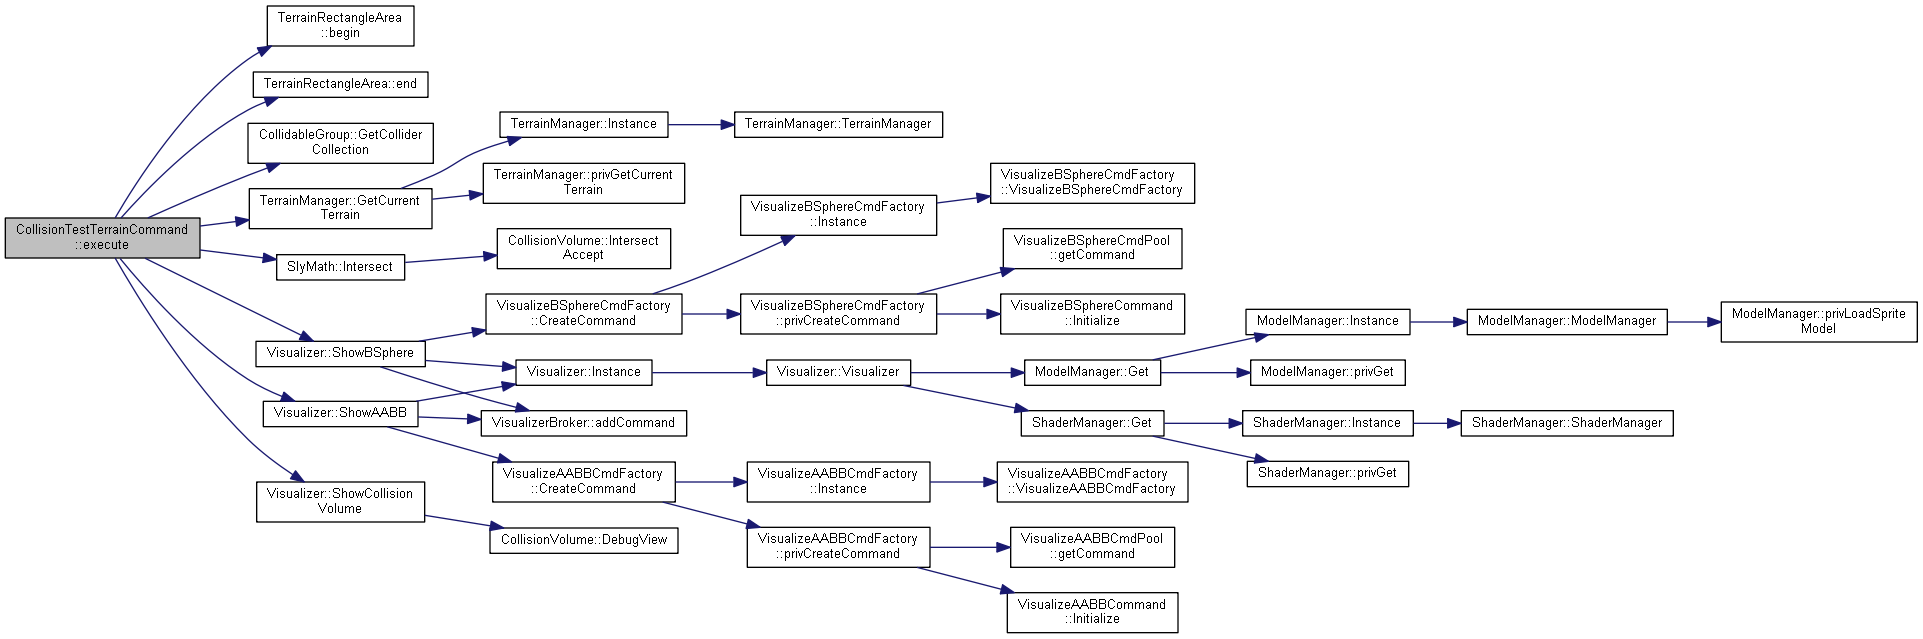 CollisionTestTerrainCommand
::execute
TerrainRectangleArea
::begin
TerrainRectangleArea::end
CollidableGroup::GetCollider
Collection
TerrainManager::GetCurrent
Terrain
SlyMath::Intersect
Visualizer::ShowBSphere
Visualizer::ShowAABB
Visualizer::ShowCollision
Volume
TerrainManager::Instance
TerrainManager::privGetCurrent
Terrain
CollisionVolume::Intersect
Accept
VisualizeBSphereCmdFactory
::CreateCommand
Visualizer::Instance
VisualizerBroker::addCommand
VisualizeAABBCmdFactory
::CreateCommand
CollisionVolume::DebugView
TerrainManager::TerrainManager
VisualizeBSphereCmdFactory
::Instance
VisualizeBSphereCmdFactory
::privCreateCommand
Visualizer::Visualizer
VisualizeAABBCmdFactory
::Instance
VisualizeAABBCmdFactory
::privCreateCommand
VisualizeBSphereCmdFactory
::VisualizeBSphereCmdFactory
VisualizeBSphereCmdPool
::getCommand
VisualizeBSphereCommand
::Initialize
ModelManager::Get
ShaderManager::Get
VisualizeAABBCmdFactory
::VisualizeAABBCmdFactory
VisualizeAABBCmdPool
::getCommand
VisualizeAABBCommand
::Initialize
ModelManager::Instance
ModelManager::privGet
ShaderManager::Instance
ShaderManager::privGet
ModelManager::ModelManager
ShaderManager::ShaderManager
ModelManager::privLoadSprite
Model